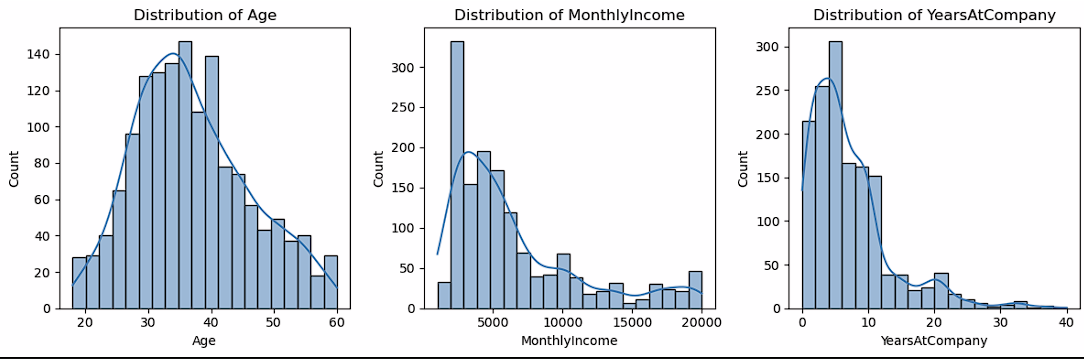 Distribution of Age
Count
140
120
100
80
60
40
20
0
20 30 40 50 60
Age
Distribution of MonthlyIncome
Count
300
250
200
150
100
50
0
5000 10000 15000 20000
MonthlyIncome
Distribution of YearsAtCompany
Count
300
250
200
150
100
50
0
0 10 20 30 40
YearsAtCompany